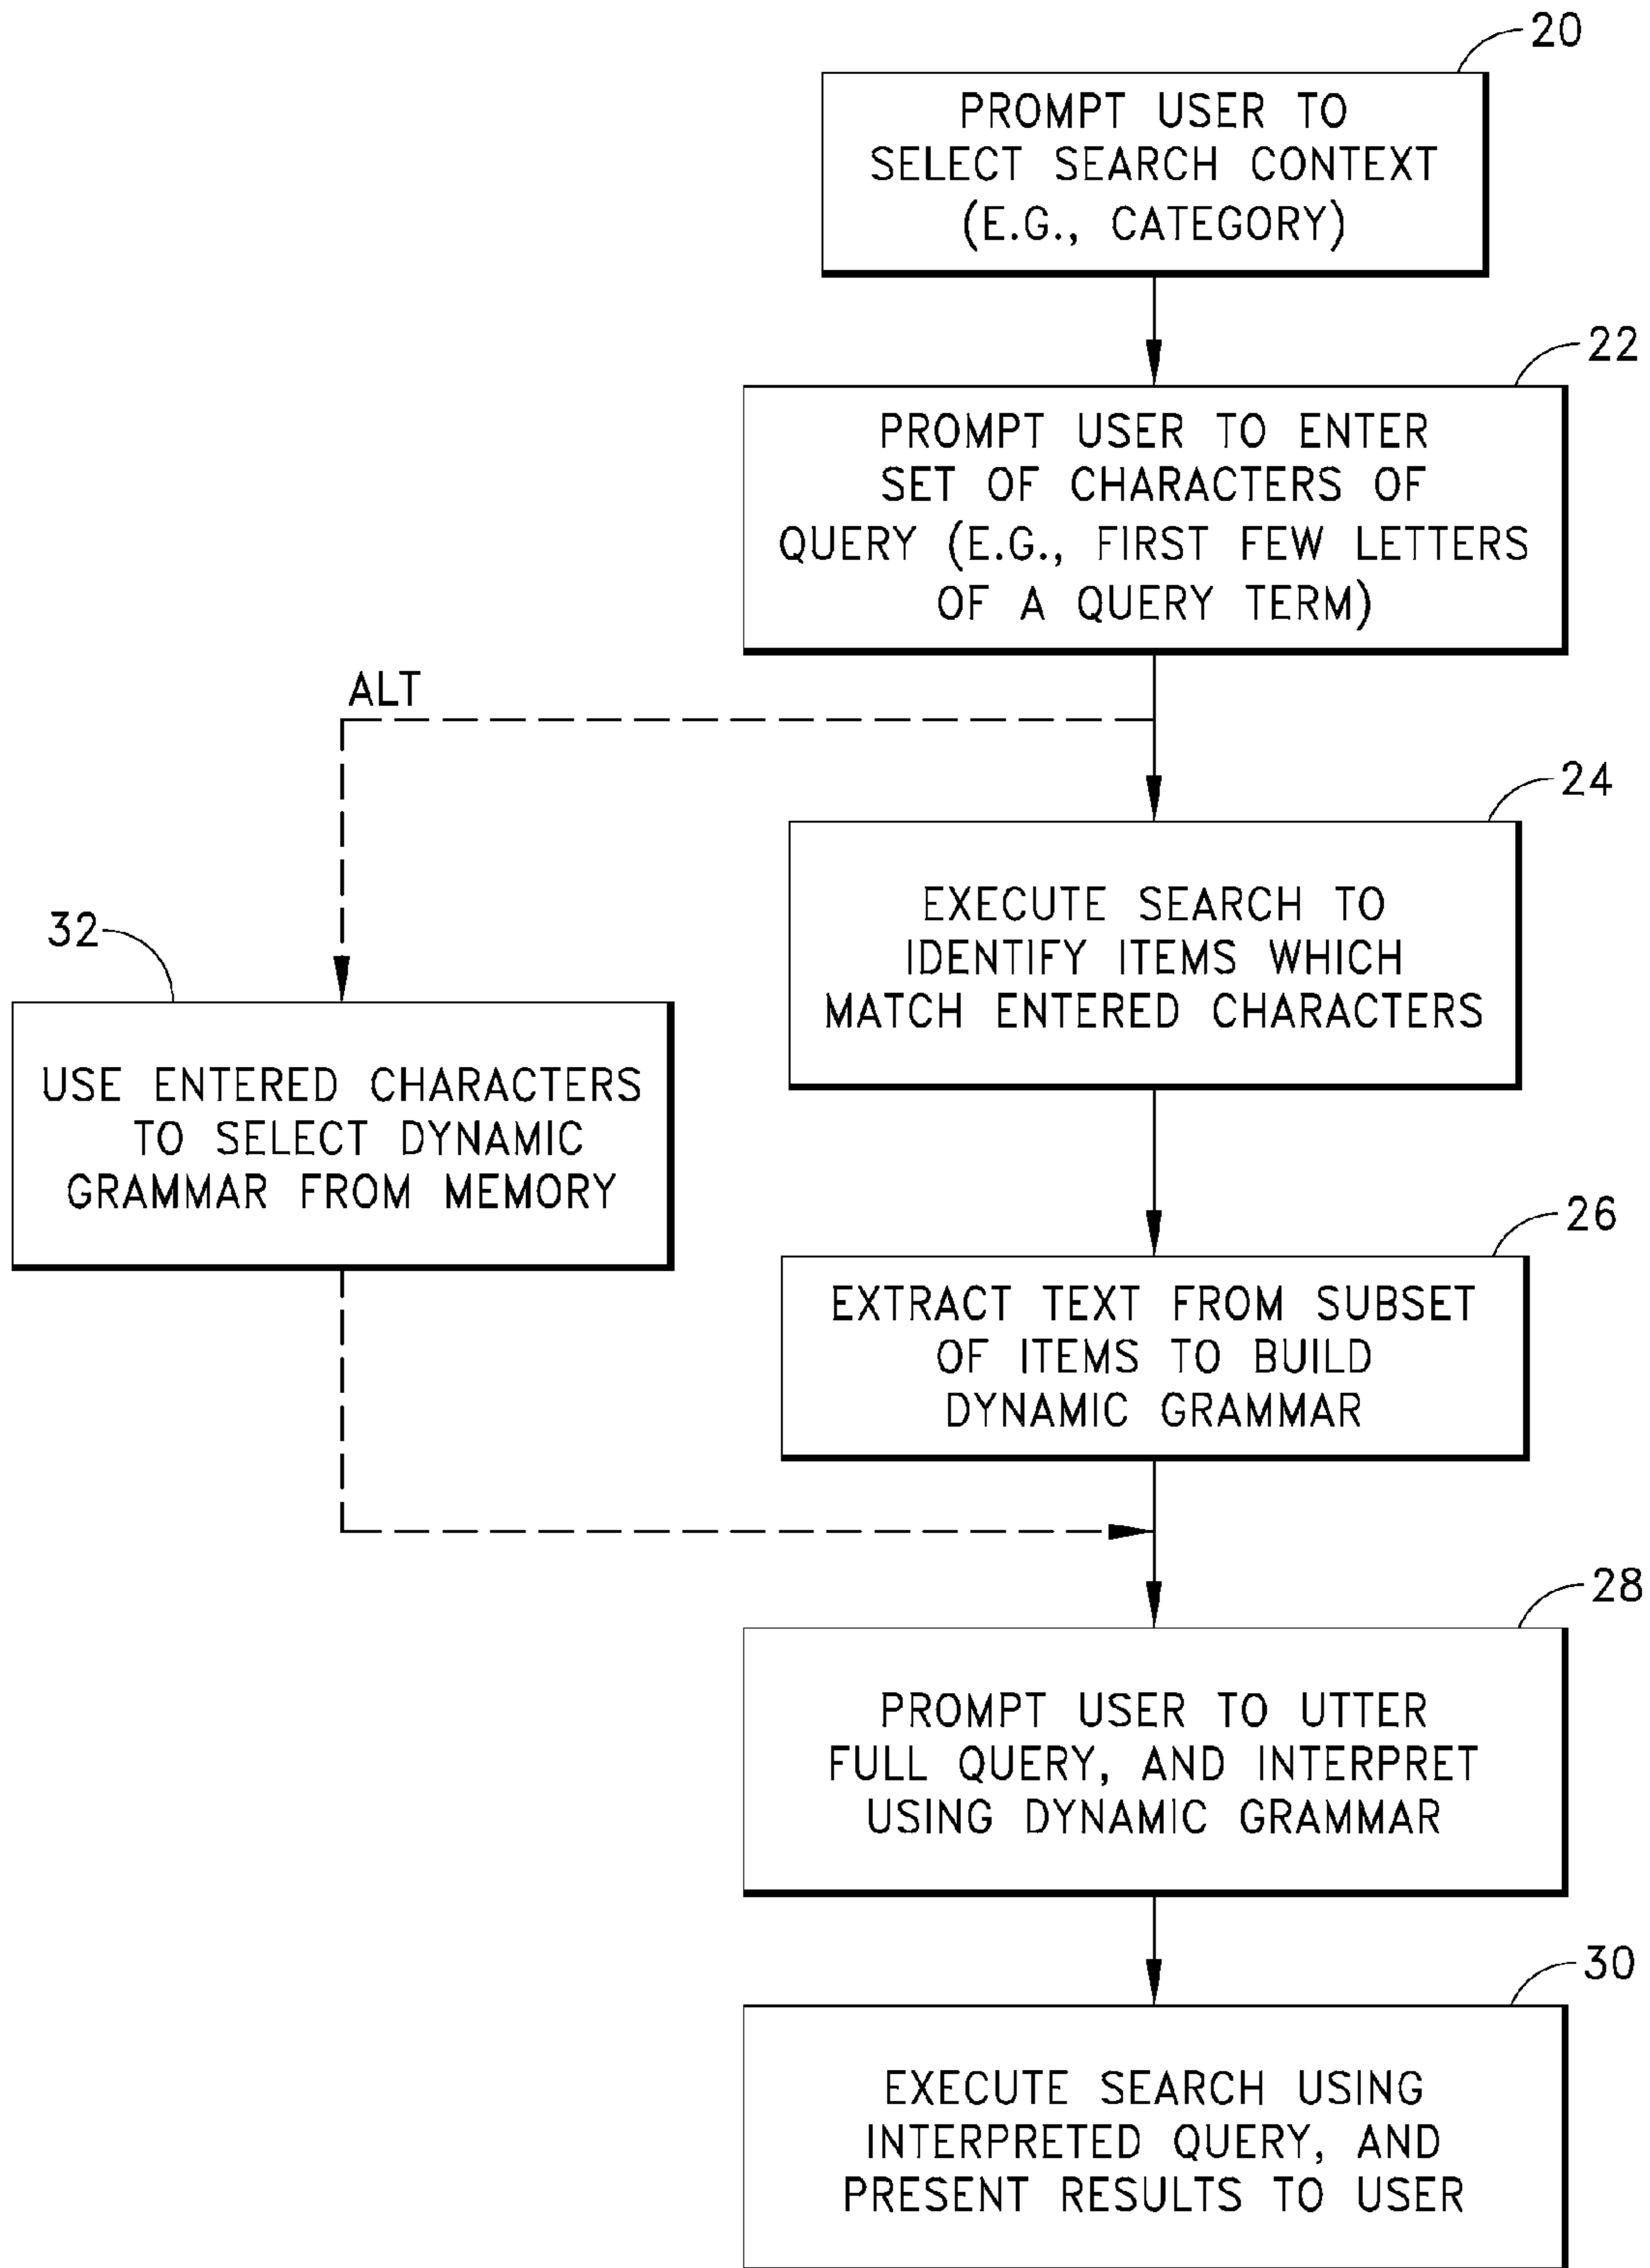 20
PROMPT USER TO
SELECT SEARCH CONTEXT
(E.G., CATEGORY)
22
PROMPT USER TO ENTER
SET OF CHARACTERS OF
QUERY (E.G., FIRST FEW LETTERS
OF A QUERY TERM)
ALT
24
EXECUTE SEARCH TO
IDENTIFY ITEMS WHICH
MATCH ENTERED CHARACTERS
32
USE ENTERED CHARACTERS
TO SELECT DYNAMIC
GRAMMAR FROM MEMORY
26
EXTRACT TEXT FROM SUBSET
OF ITEMS TO BUILD
DYNAMIC GRAMMAR
28
PROMPT USER TO UTTER
FULL QUERY, AND INTERPRET
USING DYNAMIC GRAMMAR
30
EXECUTE SEARCH USING
INTERPRETED QUERY, AND
PRESENT RESULTS TO USER